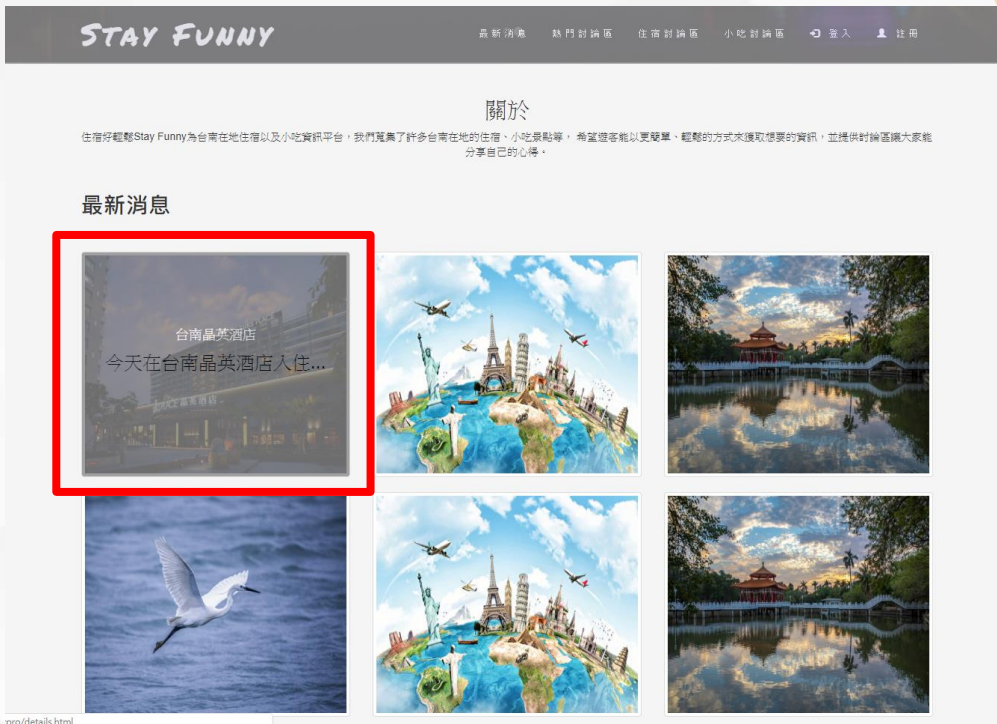 STAY FUNNY
最新消息 熱門討論區 住宿討論區 小吃討論區 登入 註冊
關於
住宿好輕鬆Stay Funny為台南在地住宿以及小吃資訊平台，我們蒐集了許多台南在地的住宿、小吃景點等， 希望遊客能以更簡單、輕鬆的方式來獲取想要的資訊，並提供討論區讓大家能
分享自己的心得。
最新消息
台南晶英酒店
今天在台南晶英酒店入住...
晶英酒店
pro/details.html